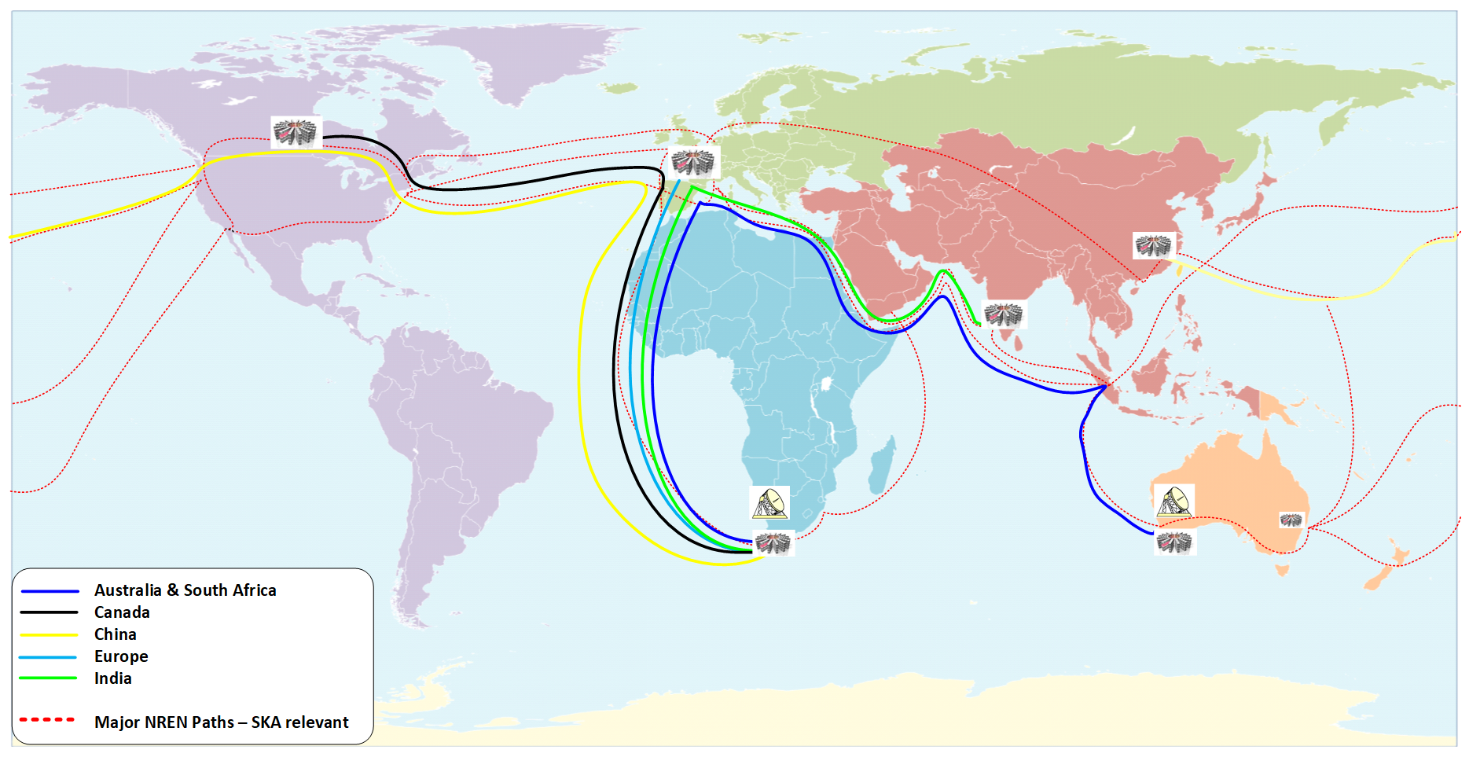 Australia & South Africa
Canada
China
Europe
India
Major NREN Paths – SKA relevant